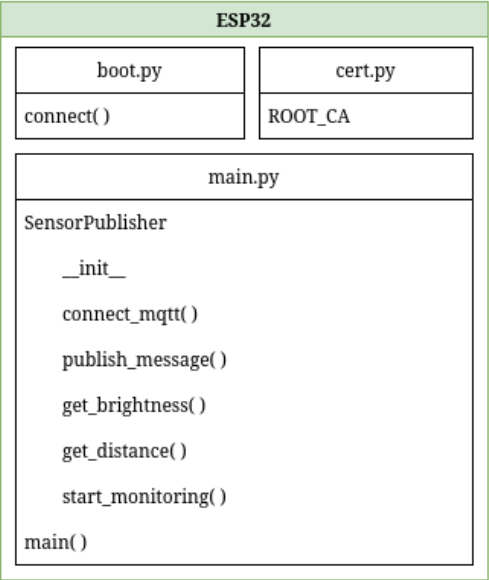 ESP32
boot.py
connect( )
cert.py
ROOT_CA
main.py
SensorPublisher
__init__
connect_mqtt( )
publish_message( )
get_brightness( )
get_distance( )
start_monitoring( )
main( )